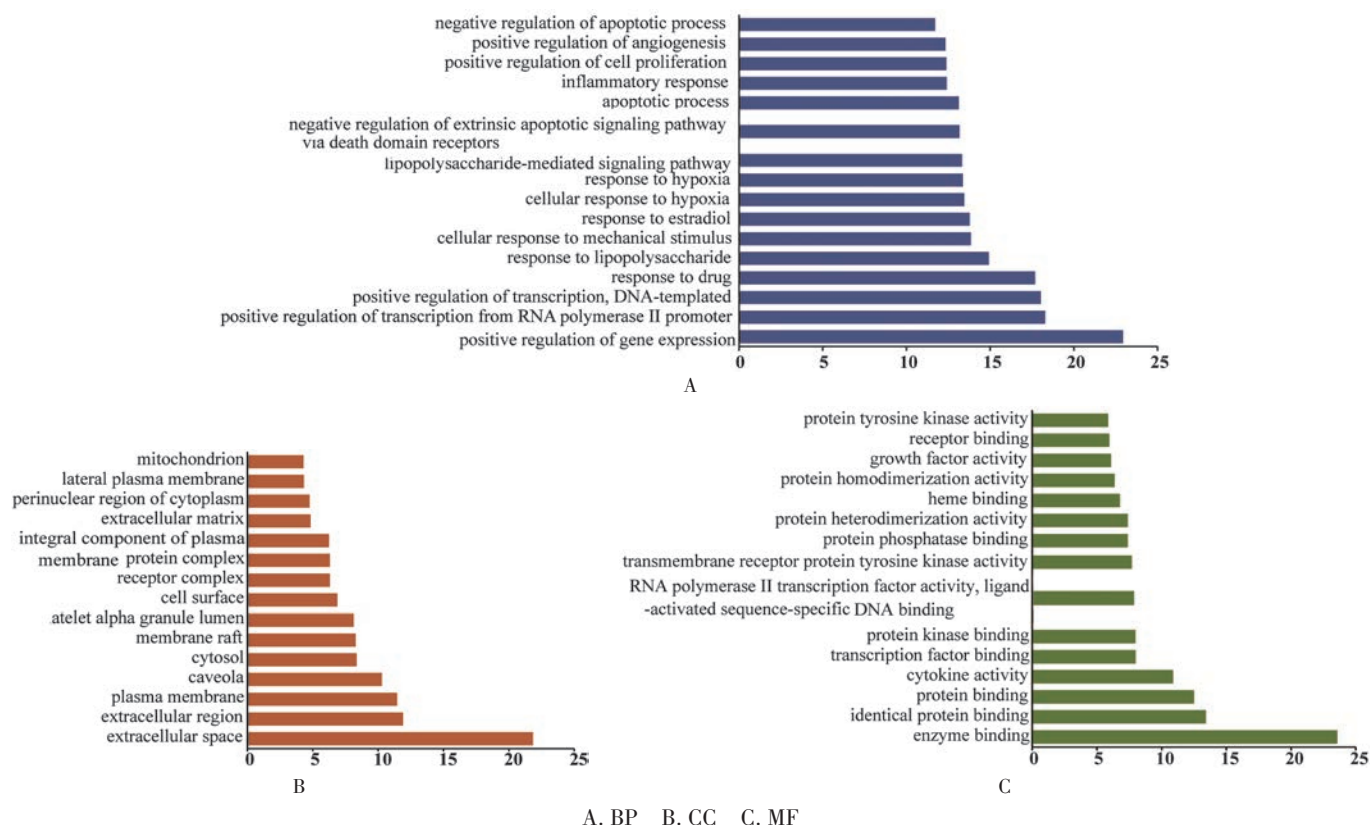 negative regulation of apoptotic process
positive regulation of angiogenesis
positive regulation of cell proliferation
inflammatory response
apoptotic process
negative regulation of extrinsic apoptotic signaling pathway
via death domain receptors
lipopolysaccharide-mediated signaling pathway
response to hypoxia
cellular response to hypoxia
response to estradiol
cellular response to mechanical stimulus
response to lipopolysaccharide
response to drug
positive regulation of transcription, DNA-templated
positive regulation of transcription from RNA polymerase II promoter
positive regulation of gene expression
0 5 10 15 20 25
A
mitochondrion
lateral plasma membrane
perinuclear region of cytoplasm
extracellular matrix
integral component of plasma
membrane protein complex
receptor complex
cell surface
atelet alpha granule lumen
membrane raft
cytosol
caveola
plasma membrane
extracellular region
extracellular space
0 5 10 15 20 25
B
protein tyrosine kinase activity
receptor binding
growth factor activity
protein homodimerization activity
heme binding
protein heterodimerization activity
protein phosphatase binding
transmembrane receptor protein tyrosine kinase activity
RNA polymerase II transcription factor activity, ligand
-activated sequence-specific DNA binding
protein kinase binding
transcription factor binding
cytokine activity
protein binding
identical protein binding
enzyme binding
0 5 10 15 20 25
C
A. BP B. CC C. MF